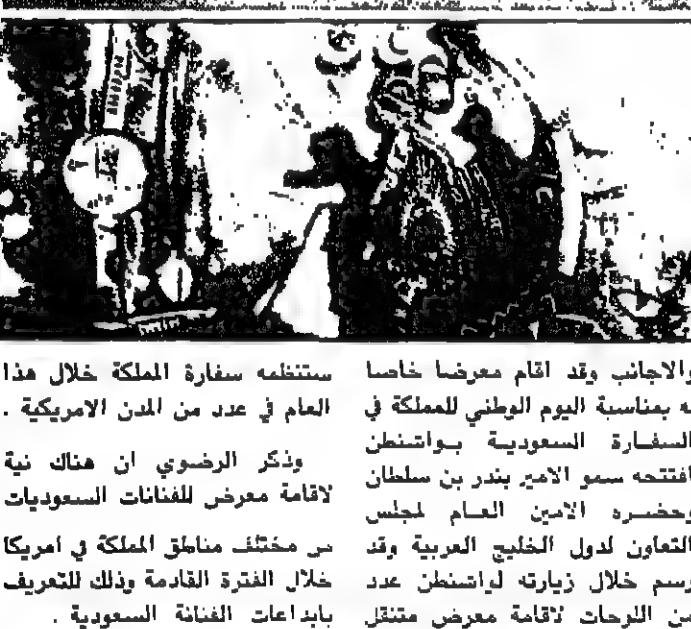 والاجانب وقد اقام معرضا خاصا
به بمناسبة اليوم الوطني للمملكة في
السفارة السعودية بواشنطن
افتتحه سمو الامير بندر بن سلطان
وحضره الامين العام لمجلس
التعاون لدول الخليج العربية وقد
رسم خلال زيارته لواشنطن عدد
من اللوحات لاقامة معرض متنقل
ستنظمه سفارة المملكة خلال هذا
العام في عدد من المدن الامريكية .
وذكر الرضوي ان هناك نية
لاقامة معرض للفنانات السعوديات
من مختلف مناطق المملكة في امريكا
خلال الفترة القادمة وذلك للتعريف
بابداعات الفنانة السعودية .